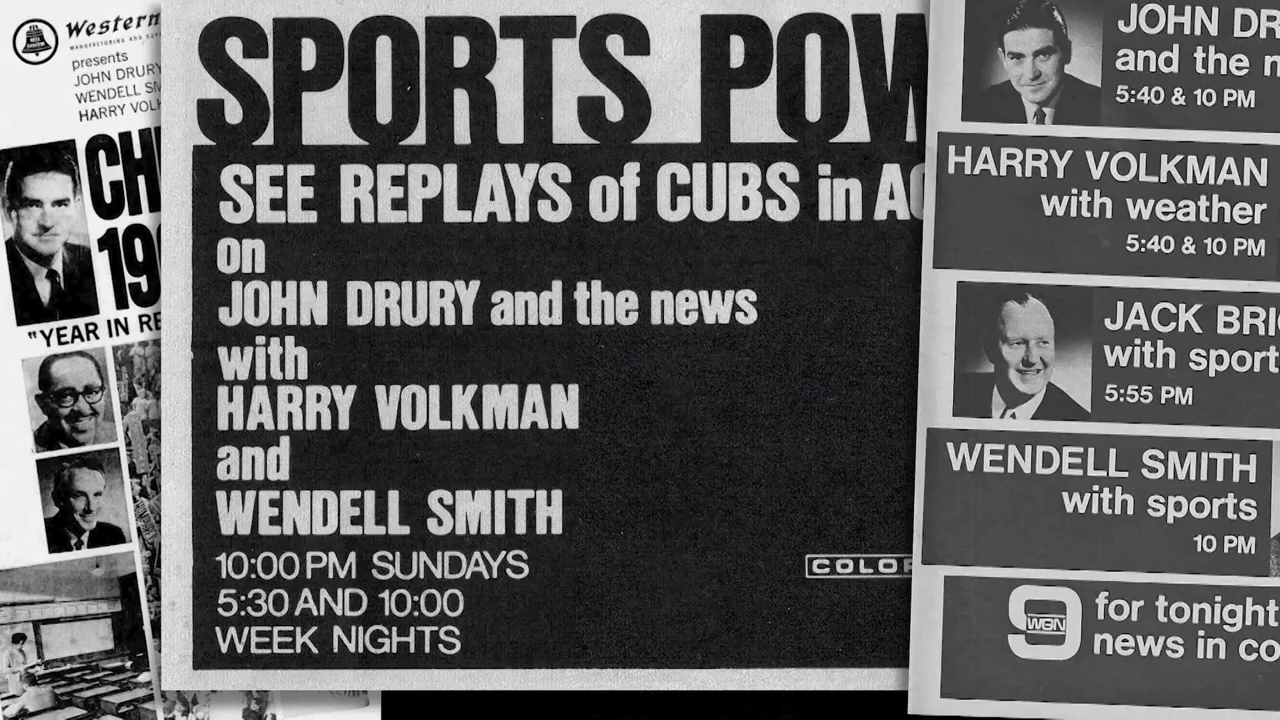 Western
MANUFACTURING AND SUP
presents
JOHN DRURY
WENDELL SM
HARRY VOLK
CH
19
"YEAR IN RE
SPORTS POW
SEE REPLAYS of CUBS in AC
on
JOHN DRURY and the news
with
HARRY VOLKMAN
and
WENDELL SMITH
10:00 PM SUNDAYS
5:30 AND 10:00
WEEK NIGHTS
COLOR
JOHN DR
and the n
5:40 & 10 PM
HARRY VOLKMAN
with weather
5:40 & 10 PM
JACK BRI
with sport
5:55 PM
WENDELL SMITH
with sports
10 PM
9
WGN
for tonight
news in co